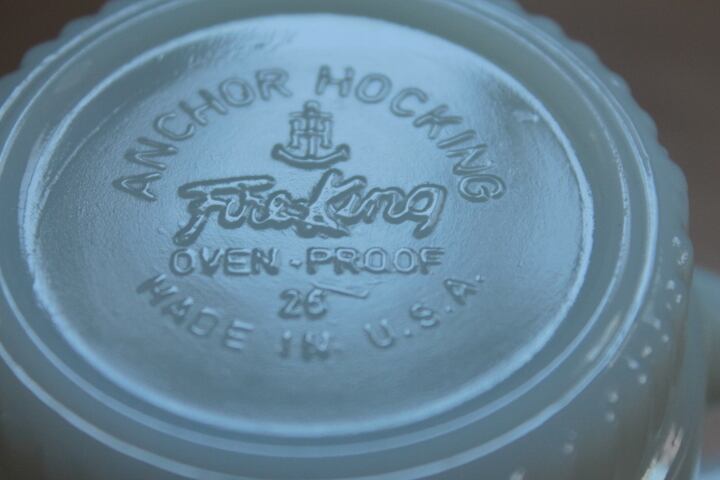 ANCHOR HOCKING
Fire-King
OVEN-PROOF
26
MADE IN U.S.A.